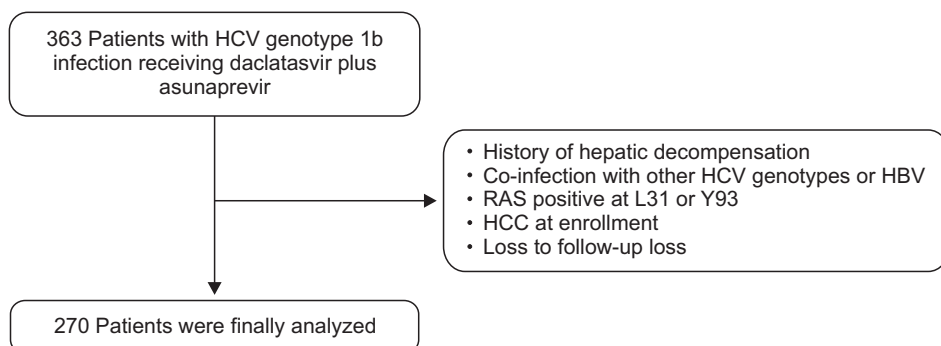 363 Patients with HCV genotype 1b
infection receiving daclatasvir plus
asunaprevir
• History of hepatic decompensation
• Co-infection with other HCV genotypes or HBV
• RAS positive at L31 or Y93
• HCC at enrollment
• Loss to follow-up loss
270 Patients were finally analyzed